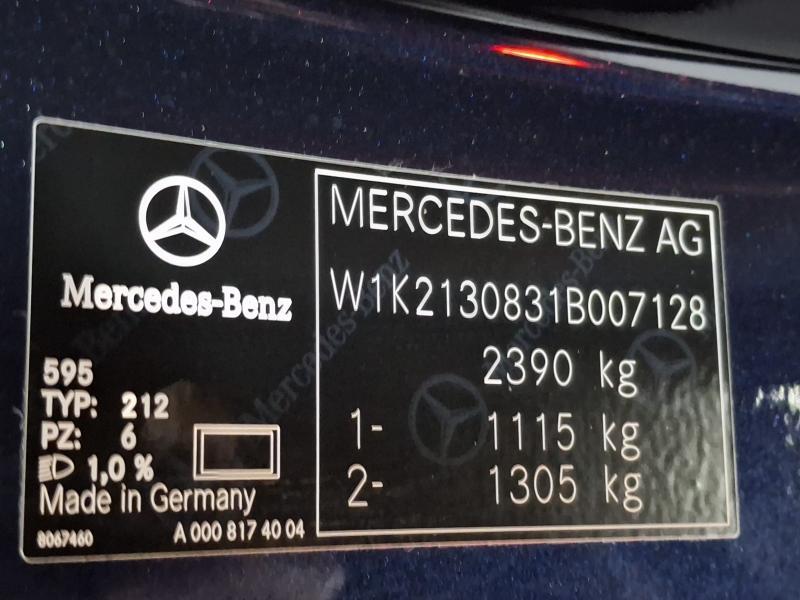 Mercedes-Benz
595
TYP: 212
PZ: 6
1,0 %
Made in Germany
8067460
A 000 817 40 04
MERCEDES-BENZ AG
W1K2130831B007128
2390 kg
1- 1115 kg
2- 1305 kg